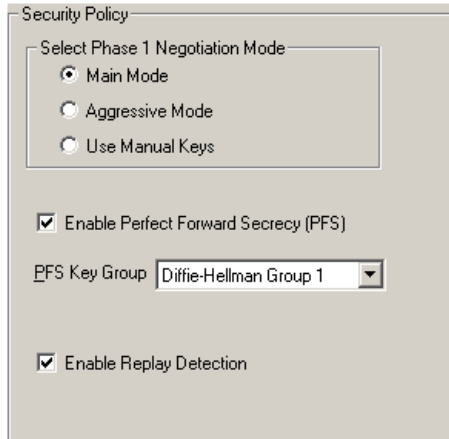 Security Policy
Select Phase 1 Negotiation Mode
Main Mode
Aggressive Mode
Use Manual Keys
Enable Perfect Forward Secrecy (PFS)
PFS Key Group Diffie-Hellman Group 1
Enable Replay Detection